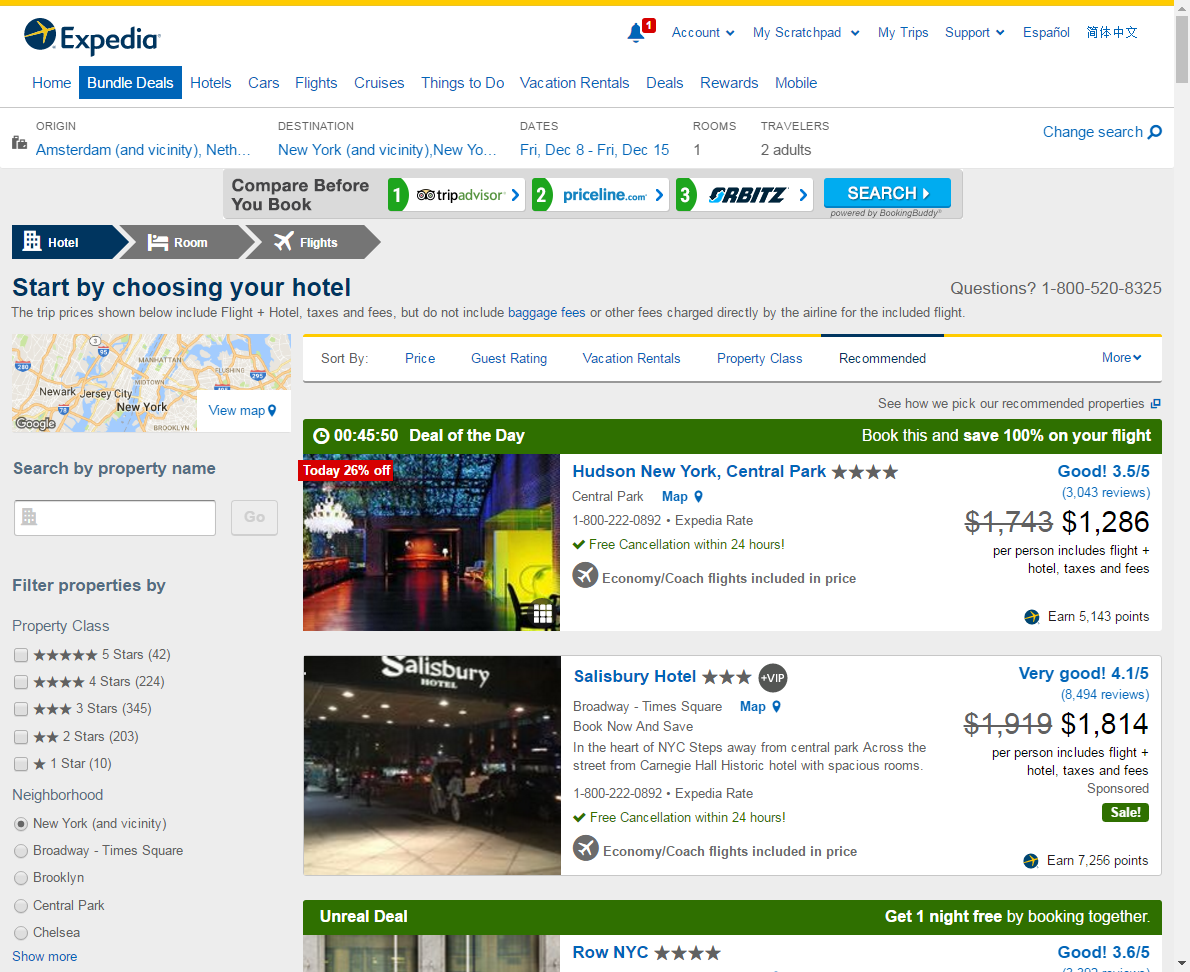 Expedia
1
Account
My Scratchpad
My Trips
Support
Español
简体中文
Home
Bundle Deals
Hotels
Cars
Flights
Cruises
Things to Do
Vacation Rentals
Deals
Rewards
Mobile
ORIGIN
Amsterdam (and vicinity), Neth...
DESTINATION
New York (and vicinity),New Yo...
DATES
Fri, Dec 8 - Fri, Dec 15
ROOMS
1
TRAVELERS
2 adults
Change search
Compare Before
You Book
1 tripadvisor
2 priceline.com
3 ORBITZ
SEARCH
powered by BookingBuddy
Hotel
Room
Flights
Start by choosing your hotel
Questions? 1-800-520-8325
The trip prices shown below include Flight + Hotel, taxes and fees, but do not include baggage fees or other fees charged directly by the airline for the included flight.
3
95
280
MANHATTAN
FLUSHING
295
MIDTOWN
Newark
Jersey City
New York
78
BROOKLYN
Google
View map
Sort By:
Price
Guest Rating
Vacation Rentals
Property Class
Recommended
More
See how we pick our recommended properties
Search by property name
Go
Filter properties by
Property Class
★★★★★ 5 Stars (42)
★★★★ 4 Stars (224)
★★★ 3 Stars (345)
★★ 2 Stars (203)
★ 1 Star (10)
Neighborhood
New York (and vicinity)
Broadway - Times Square
Brooklyn
Central Park
Chelsea
Show more
00:45:50 Deal of the Day
Book this and save 100% on your flight
Today 26% off
Hudson New York, Central Park ★★★★
Central Park
Map
1-800-222-0892 • Expedia Rate
Free Cancellation within 24 hours!
Economy/Coach flights included in price
Good! 3.5/5
(3,043 reviews)
$1,743 $1,286
per person includes flight +
hotel, taxes and fees
Earn 5,143 points
Salisbury
HOTEL
Salisbury Hotel ★★★ +VIP
Broadway - Times Square
Map
Book Now And Save
In the heart of NYC Steps away from central park Across the
street from Carnegie Hall Historic hotel with spacious rooms.
1-800-222-0892 • Expedia Rate
Free Cancellation within 24 hours!
Economy/Coach flights included in price
Very good! 4.1/5
(8,494 reviews)
$1,919 $1,814
per person includes flight +
hotel, taxes and fees
Sponsored
Sale!
Earn 7,256 points
Unreal Deal
Get 1 night free by booking together.
Row NYC ★★★★
Good! 3.6/5